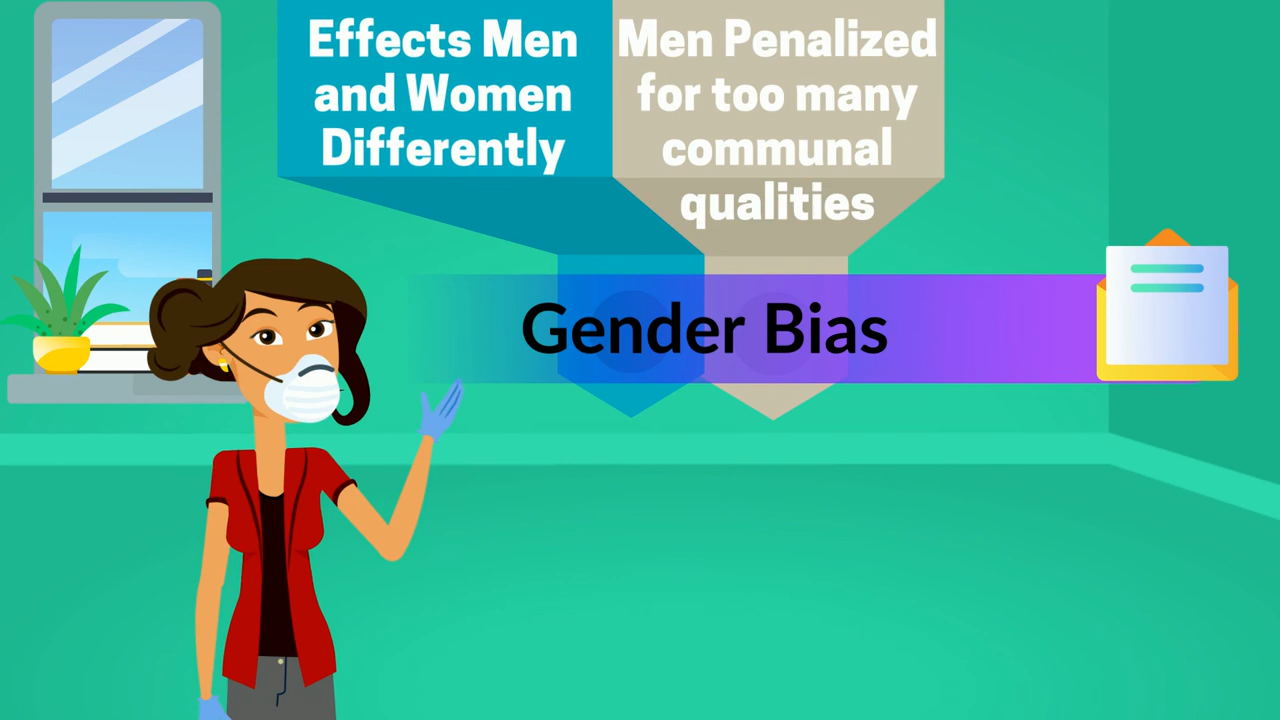 Effects Men
and Women
Differently
Men Penalized
for too many
communal
qualities
Gender Bias